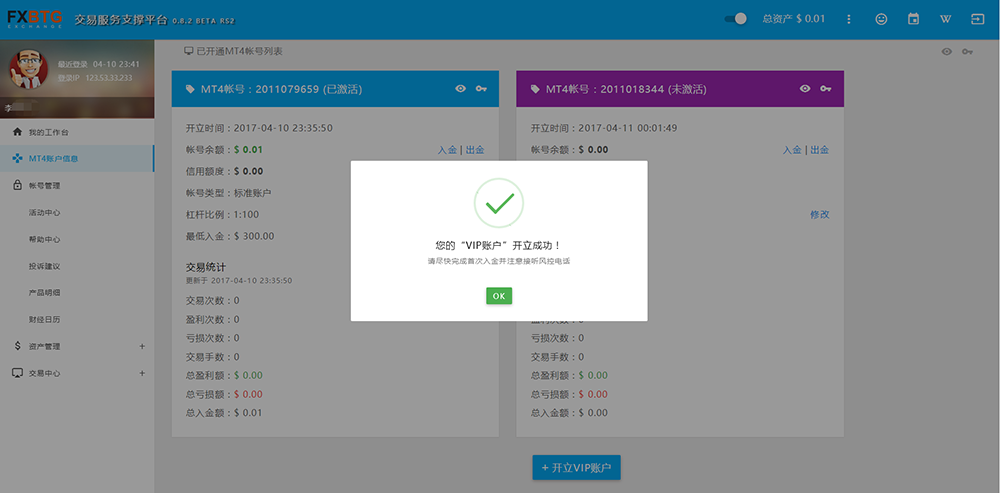 FXBTG 交易服务支撑平台 0.8.2 BETA RS2
EXCHANGE
总资产 $ 0.01
W
最近登录 04-10 23:41
登录IP 123.53.33.233
李
我的工作台
MT4账户信息
帐号管理
活动中心
帮助中心
投诉建议
产品明细
财经日历
资产管理 +
交易中心 +
已开通MT4帐号列表
MT4帐号：2011079659 (已激活)
开立时间：2017-04-10 23:35:50
帐号余额：$ 0.01 入金 | 出金
信用额度：$ 0.00
帐号类型：标准账户
杠杆比例：1:100
最低入金：$ 300.00
交易统计
更新于 2017-04-10 23:35:50
交易次数：0
盈利次数：0
亏损次数：0
交易手数：0
总盈利额：$ 0.00
总亏损额：$ 0.00
总入金额：$ 0.01
MT4帐号：2011018344 (未激活)
开立时间：2017-04-11 00:01:49
帐号余额：$ 0.00 入金 | 出金
修改
盈利次数：0
亏损次数：0
交易手数：0
总盈利额：$ 0.00
总亏损额：$ 0.00
总入金额：$ 0.00
您的“VIP账户”开立成功！
请尽快完成首次入金并注意接听风控电话
OK
+ 开立VIP账户